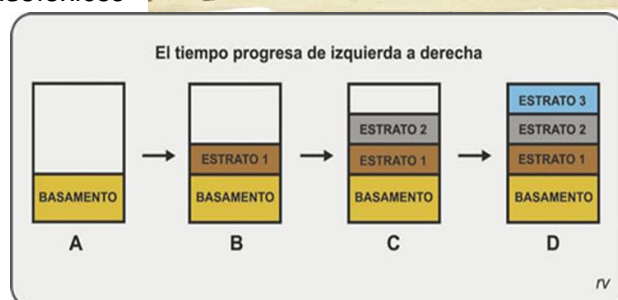 El tiempo progresa de izquierda a derecha
ESTRATO 3
ESTRATO 2
ESTRATO 2
ESTRATO 1
ESTRATO 1
ESTRATO 1
BASAMENTO
BASAMENTO
BASAMENTO
BASAMENTO
A
B
C
D
rv